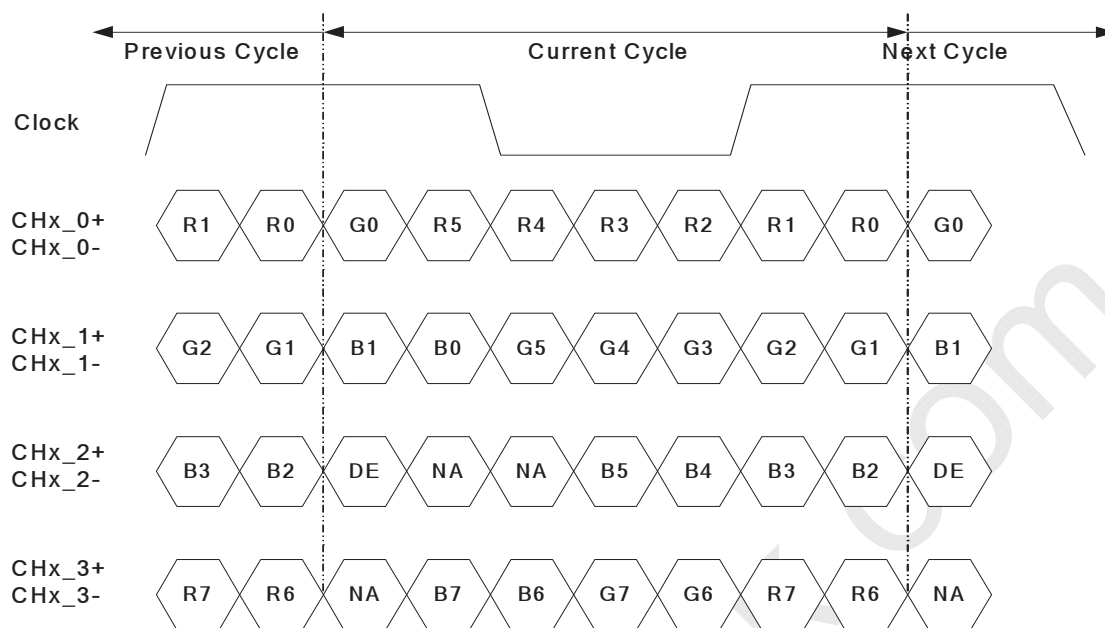 Previous Cycle Current Cycle Next Cycle
Clock
CHx_0+ R1 R0 G0 R5 R4 R3 R2 R1 R0 G0
CHx_0-
CHx_1+ G2 G1 B1 B0 G5 G4 G3 G2 G1 B1
CHx_1-
CHx_2+ B3 B2 DE NA NA B5 B4 B3 B2 DE
CHx_2-
CHx_3+ R7 R6 NA B7 B6 G7 G6 R7 R6 NA
CHx_3-